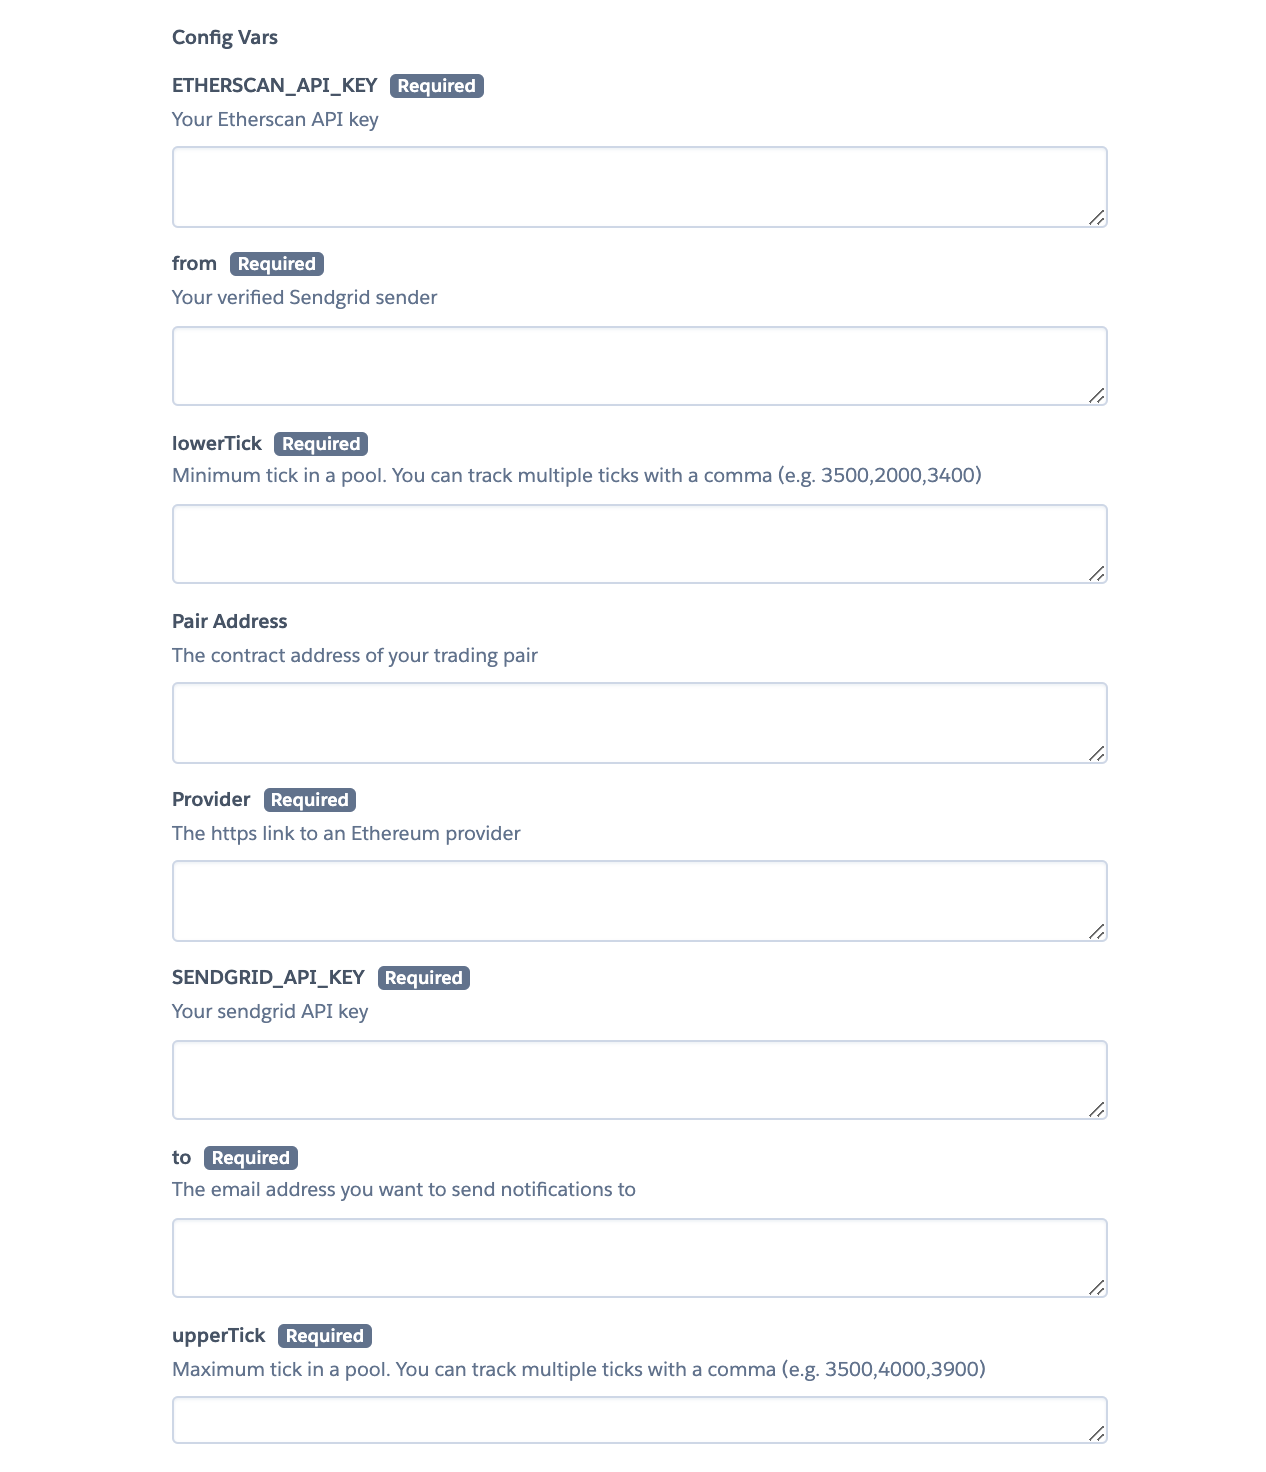 Config Vars
ETHERSCAN_API_KEY Required
Your Etherscan API key
from Required
Your verified Sendgrid sender
lowerTick Required
Minimum tick in a pool. You can track multiple ticks with a comma (e.g. 3500,2000,3400)
Pair Address
The contract address of your trading pair
Provider Required
The https link to an Ethereum provider
SENDGRID_API_KEY Required
Your sendgrid API key
to Required
The email address you want to send notifications to
upperTick Required
Maximum tick in a pool. You can track multiple ticks with a comma (e.g. 3500,4000,3900)